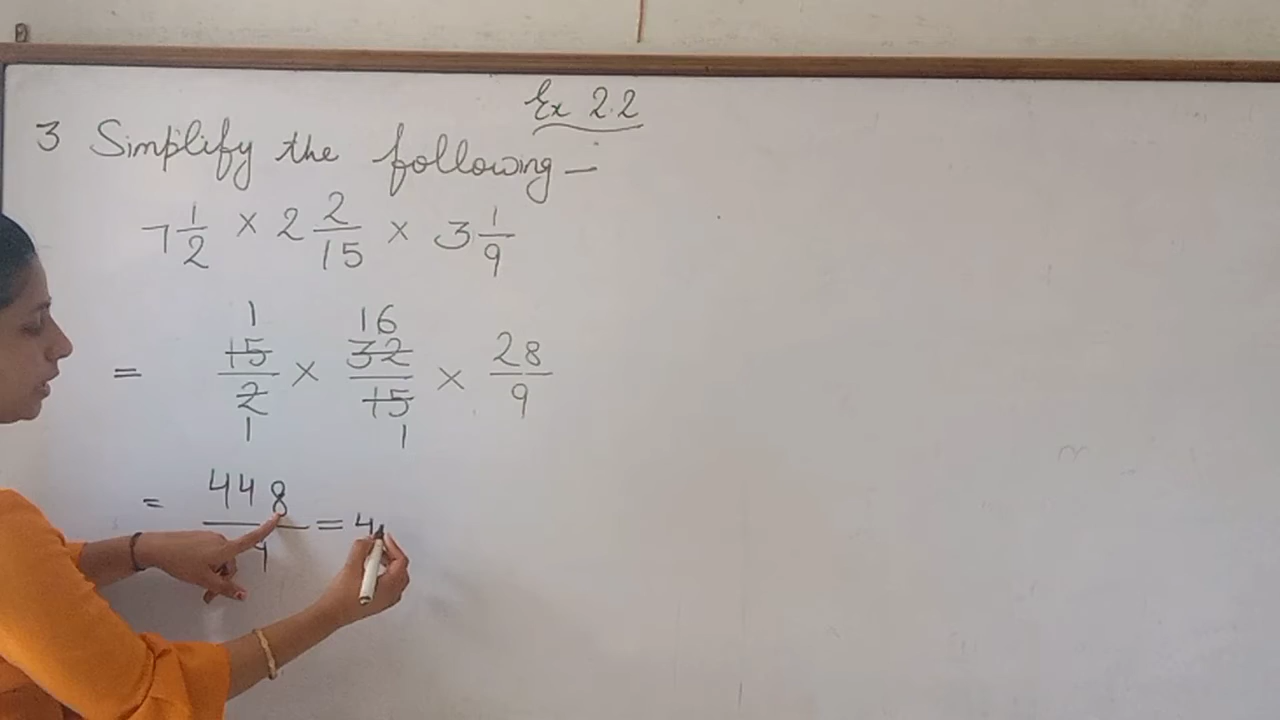 Ex 2.2
3 Simplify the following -
7 1/2 × 2 2/15 × 3 1/9
= 15/2 × 32/15 × 28/9
1 16
1 1
= 448/9 = 4